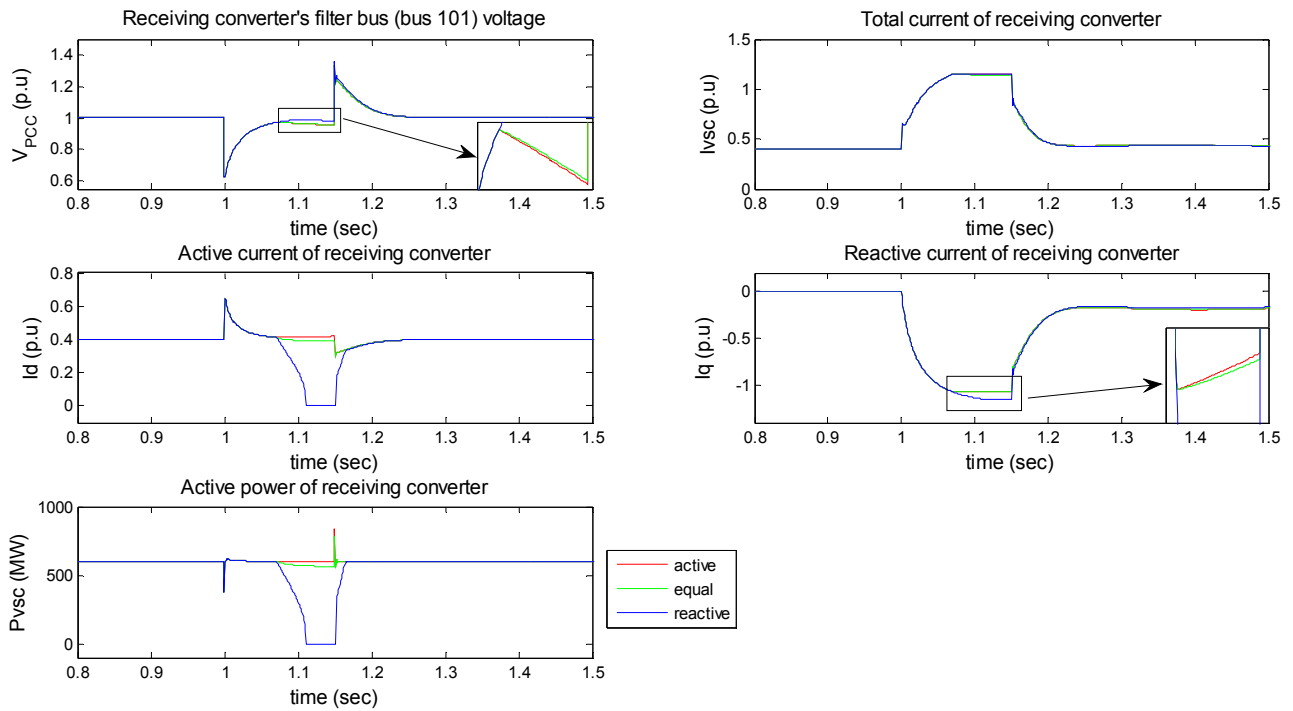 Receiving converter's filter bus (bus 101) voltage
V_PCC (p.u)
1.4
1.2
1
0.8
0.6
0.8 0.9 1 1.1 1.2 1.3 1.4 1.5
time (sec)
Total current of receiving converter
Ivsc (p.u)
1.5
1
0.5
0
0.8 0.9 1 1.1 1.2 1.3 1.4 1.5
time (sec)
Active current of receiving converter
Id (p.u)
0.8
0.6
0.4
0.2
0
0.8 0.9 1 1.1 1.2 1.3 1.4 1.5
time (sec)
Reactive current of receiving converter
Iq (p.u)
0
-0.5
-1
0.8 0.9 1 1.1 1.2 1.3 1.4 1.5
time (sec)
Active power of receiving converter
Pvsc (MW)
1000
500
0
0.8 0.9 1 1.1 1.2 1.3 1.4 1.5
time (sec)
active
equal
reactive